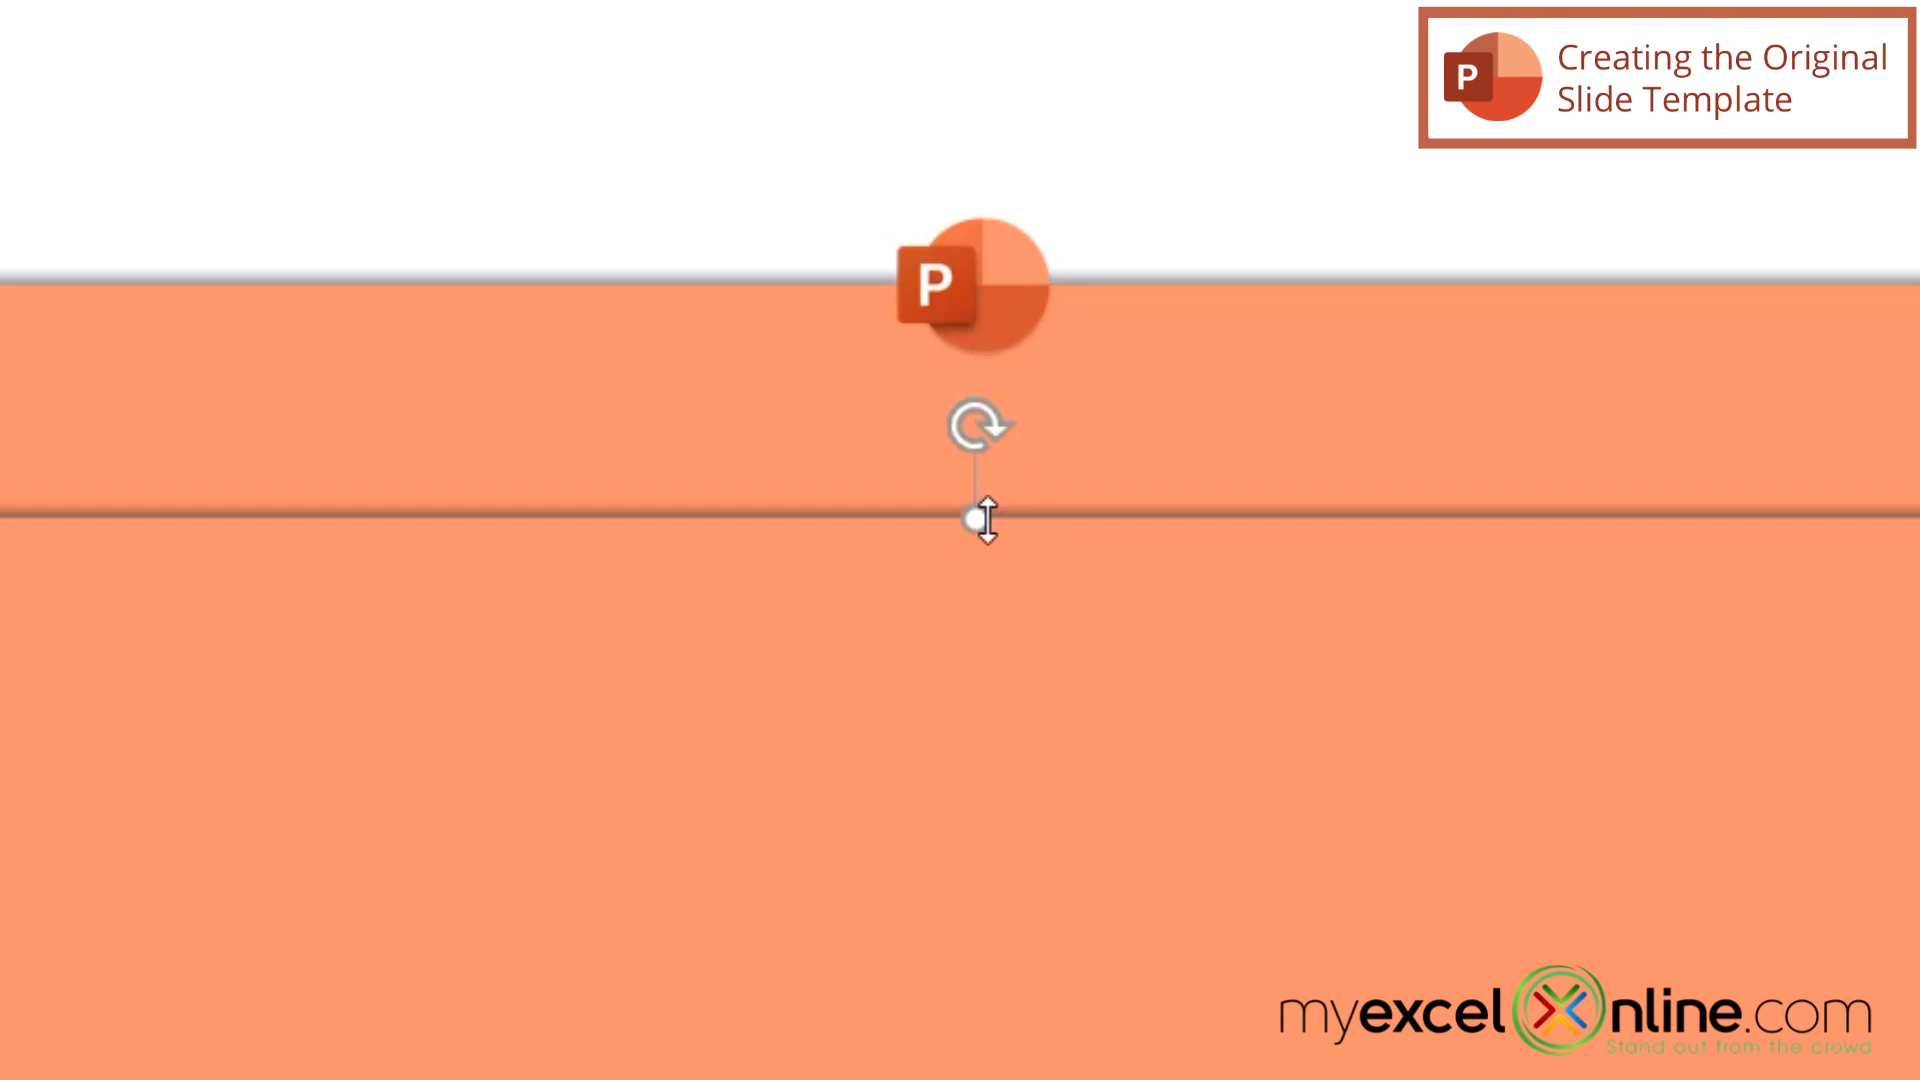 P Creating the Original
Slide Template
P
myexcel nline.com
Stand out from the crowd